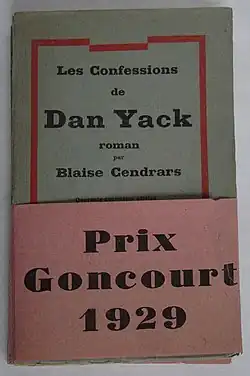 Les Confessions
de
Dan Yack
roman
par
Blaise Cendrars
Prix
Goncourt
1929